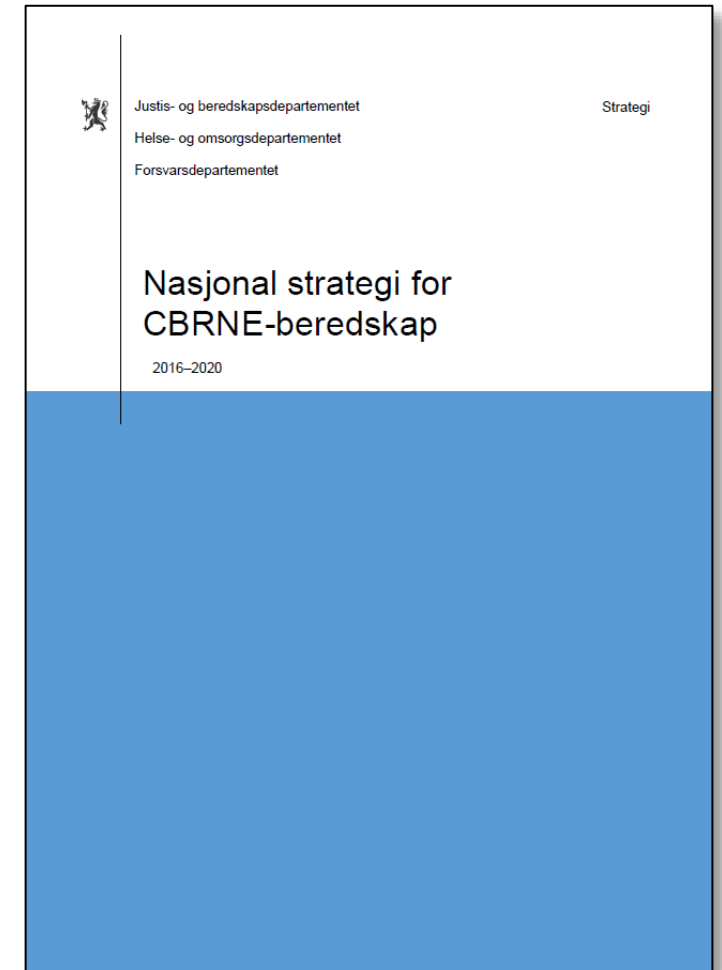 Justis- og beredskapsdepartementet
Strategi
Helse- og omsorgsdepartementet
Forsvarsdepartementet
Nasjonal strategi for
CBRNE-beredskap
2016–2020